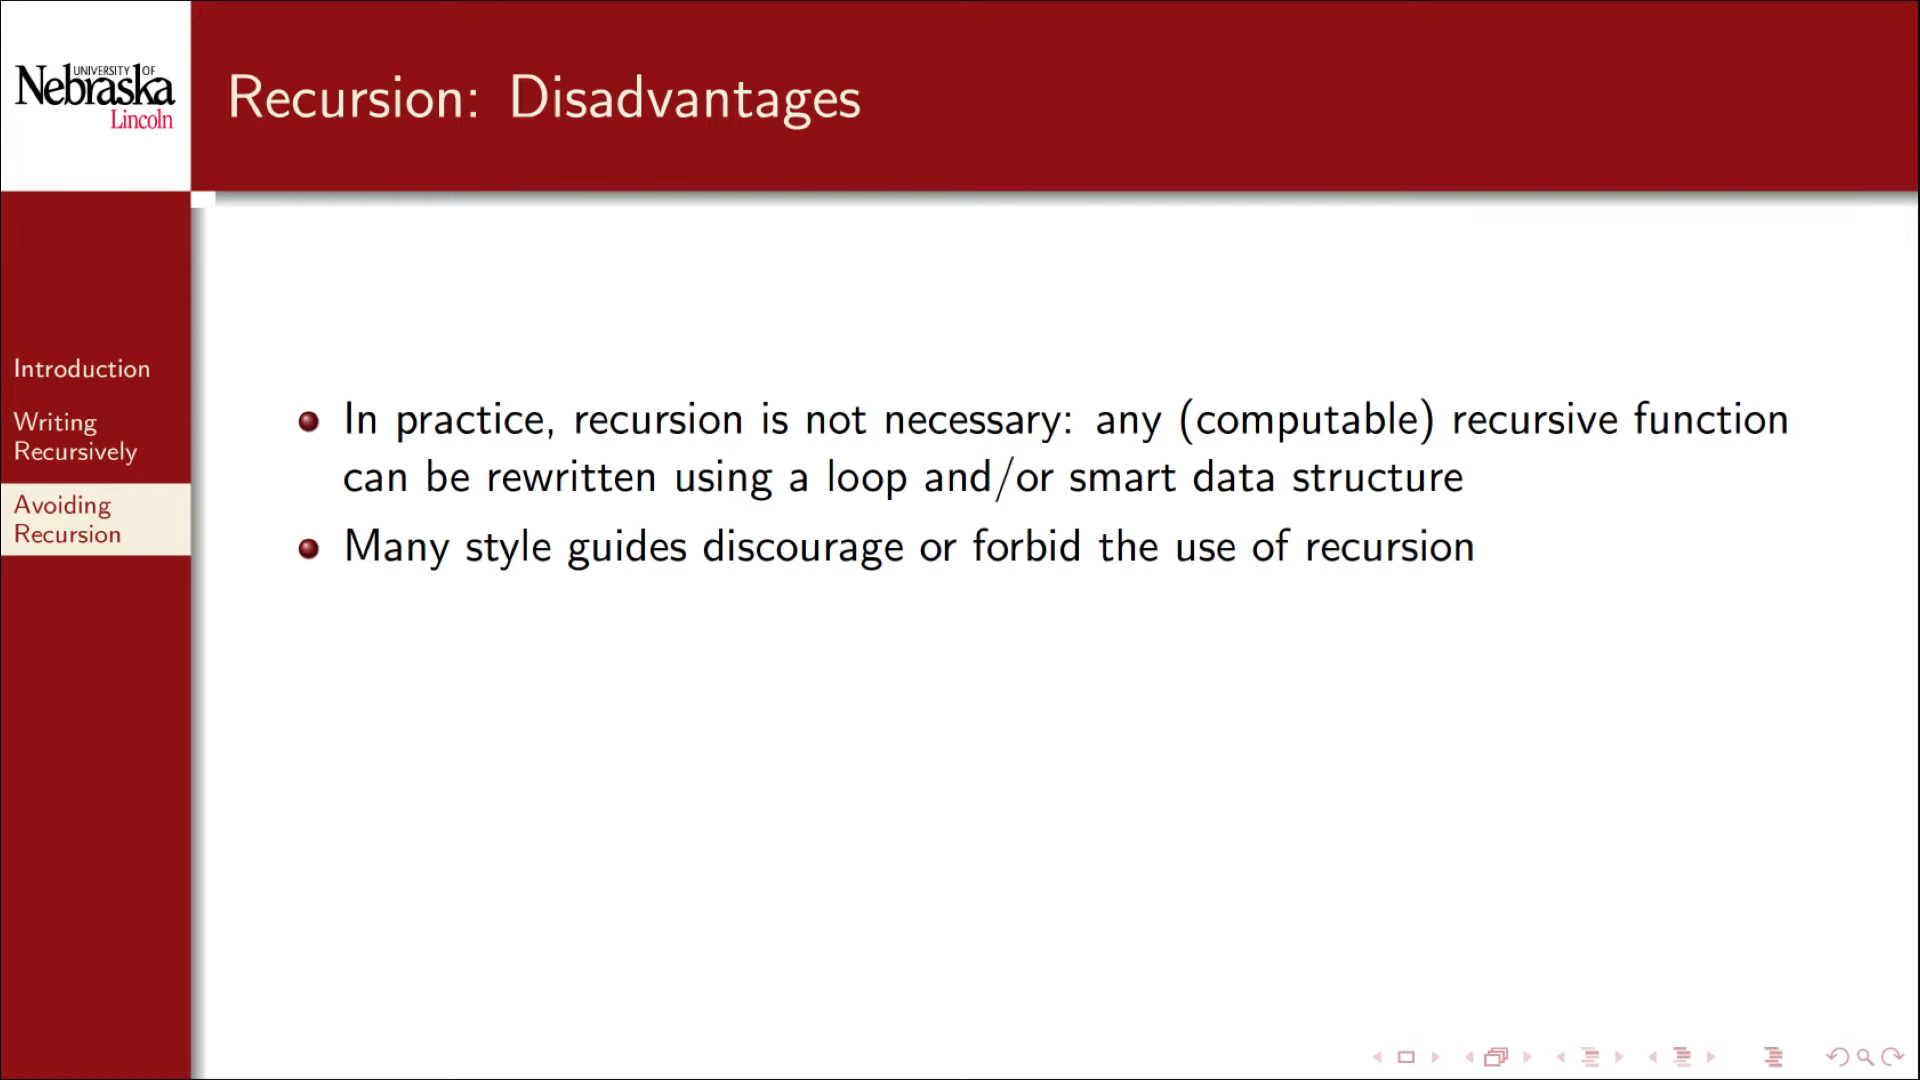 UNIVERSITY OF
Nebraska
Lincoln
Recursion: Disadvantages
Introduction
Writing
Recursively
Avoiding
Recursion
In practice, recursion is not necessary: any (computable) recursive function
can be rewritten using a loop and/or smart data structure
Many style guides discourage or forbid the use of recursion